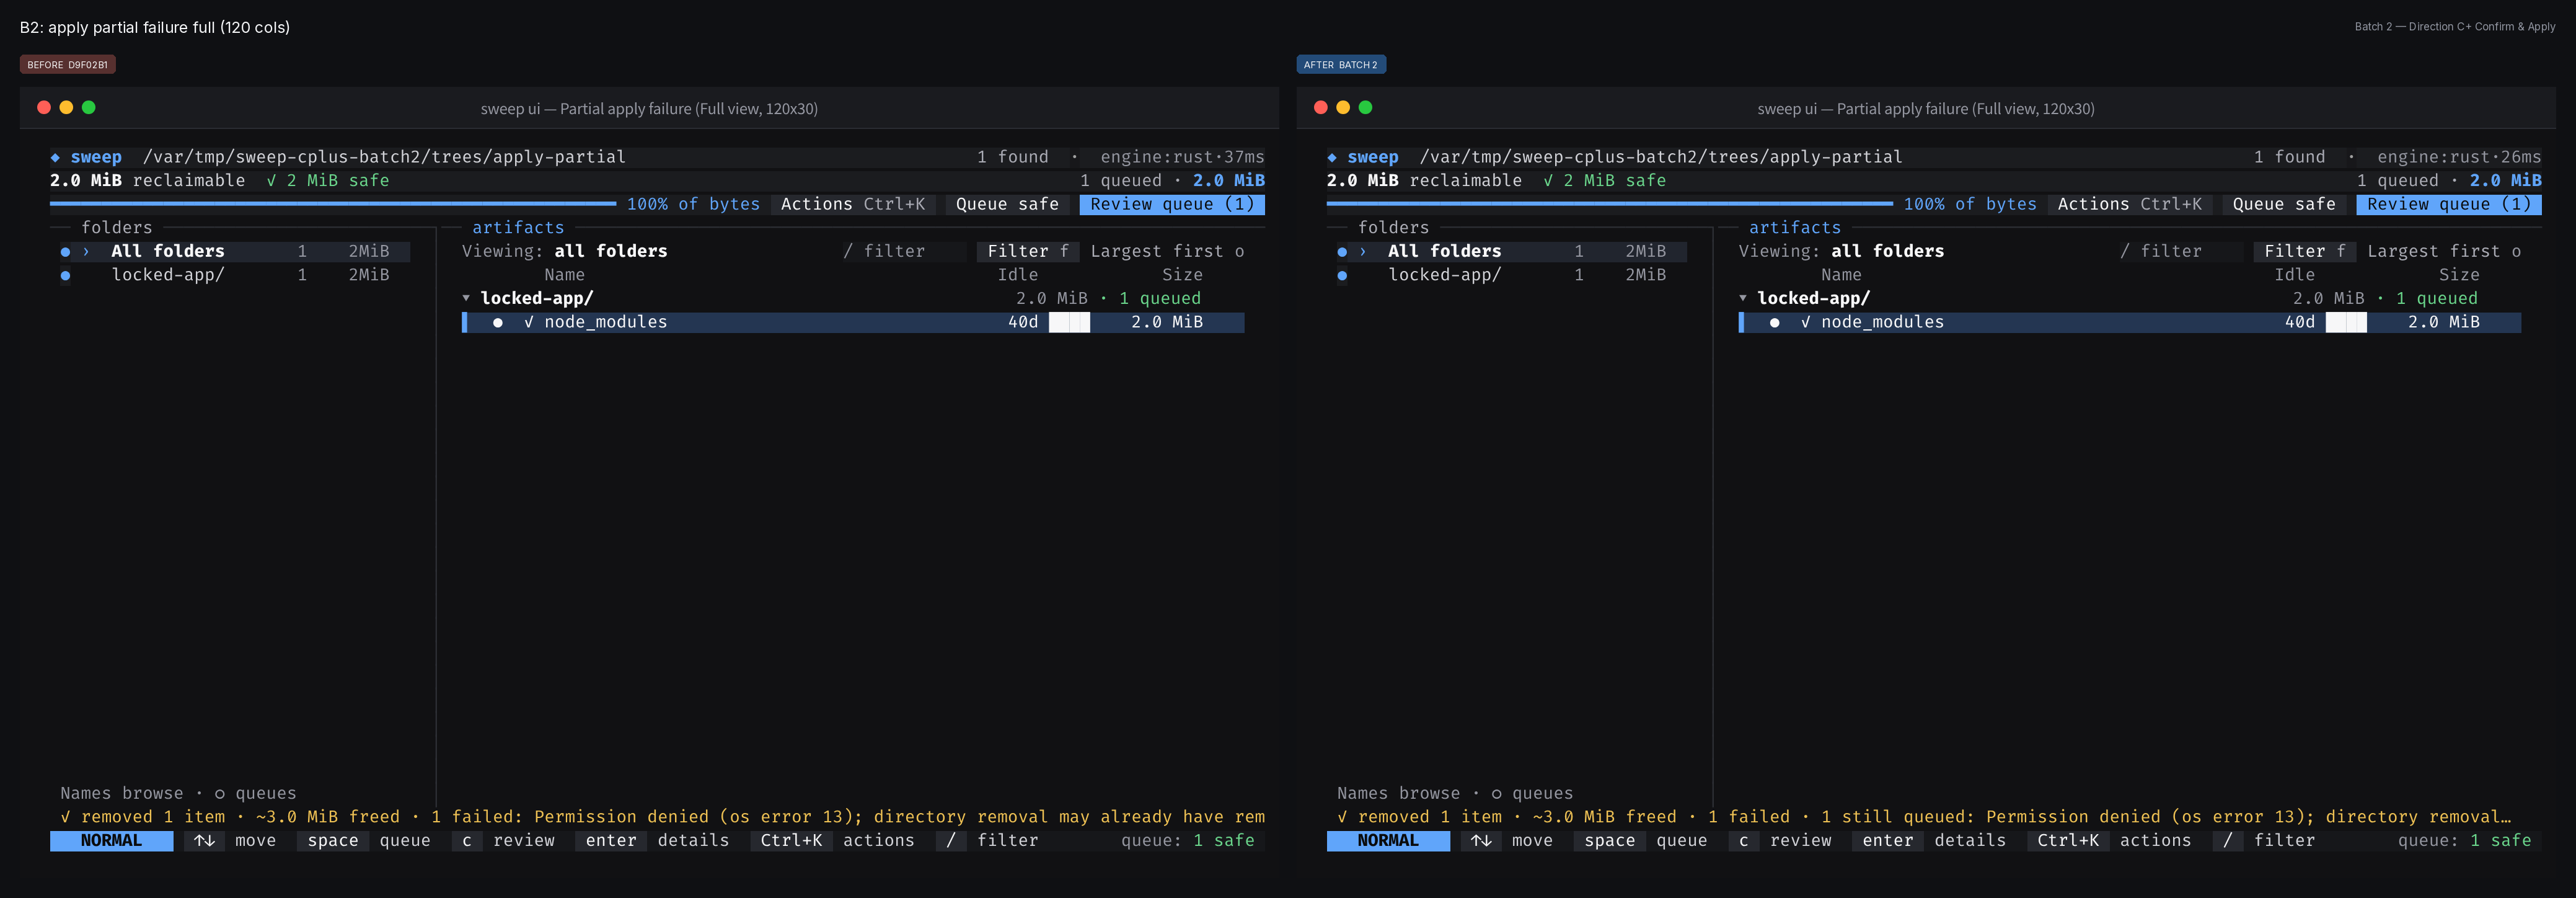 B2: apply partial failure full (120 cols)
Batch 2 — Direction C+ Confirm & Apply
BEFORE D9F02B1
sweep ui — Partial apply failure (Full view, 120x30)
◆ sweep /var/tmp/sweep-cplus-batch2/trees/apply-partial 1 found · engine:rust·37ms
2.0 MiB reclaimable √ 2 MiB safe 1 queued · 2.0 MiB
100% of bytes Actions Ctrl+K Queue safe Review queue (1)
folders artifacts
● › All folders 1 2MiB Viewing: all folders / filter Filter f Largest first o
● locked-app/ 1 2MiB Name Idle Size
▾ locked-app/ 2.0 MiB · 1 queued
● √ node_modules 40d 2.0 MiB
Names browse · o queues
√ removed 1 item · ~3.0 MiB freed · 1 failed: Permission denied (os error 13); directory removal may already have rem
NORMAL ↑↓ move space queue c review enter details Ctrl+K actions / filter queue: 1 safe
AFTER BATCH 2
sweep ui — Partial apply failure (Full view, 120x30)
◆ sweep /var/tmp/sweep-cplus-batch2/trees/apply-partial 1 found · engine:rust·26ms
2.0 MiB reclaimable √ 2 MiB safe 1 queued · 2.0 MiB
100% of bytes Actions Ctrl+K Queue safe Review queue (1)
folders artifacts
● › All folders 1 2MiB Viewing: all folders / filter Filter f Largest first o
● locked-app/ 1 2MiB Name Idle Size
▾ locked-app/ 2.0 MiB · 1 queued
● √ node_modules 40d 2.0 MiB
Names browse · o queues
√ removed 1 item · ~3.0 MiB freed · 1 failed · 1 still queued: Permission denied (os error 13); directory removal…
NORMAL ↑↓ move space queue c review enter details Ctrl+K actions / filter queue: 1 safe